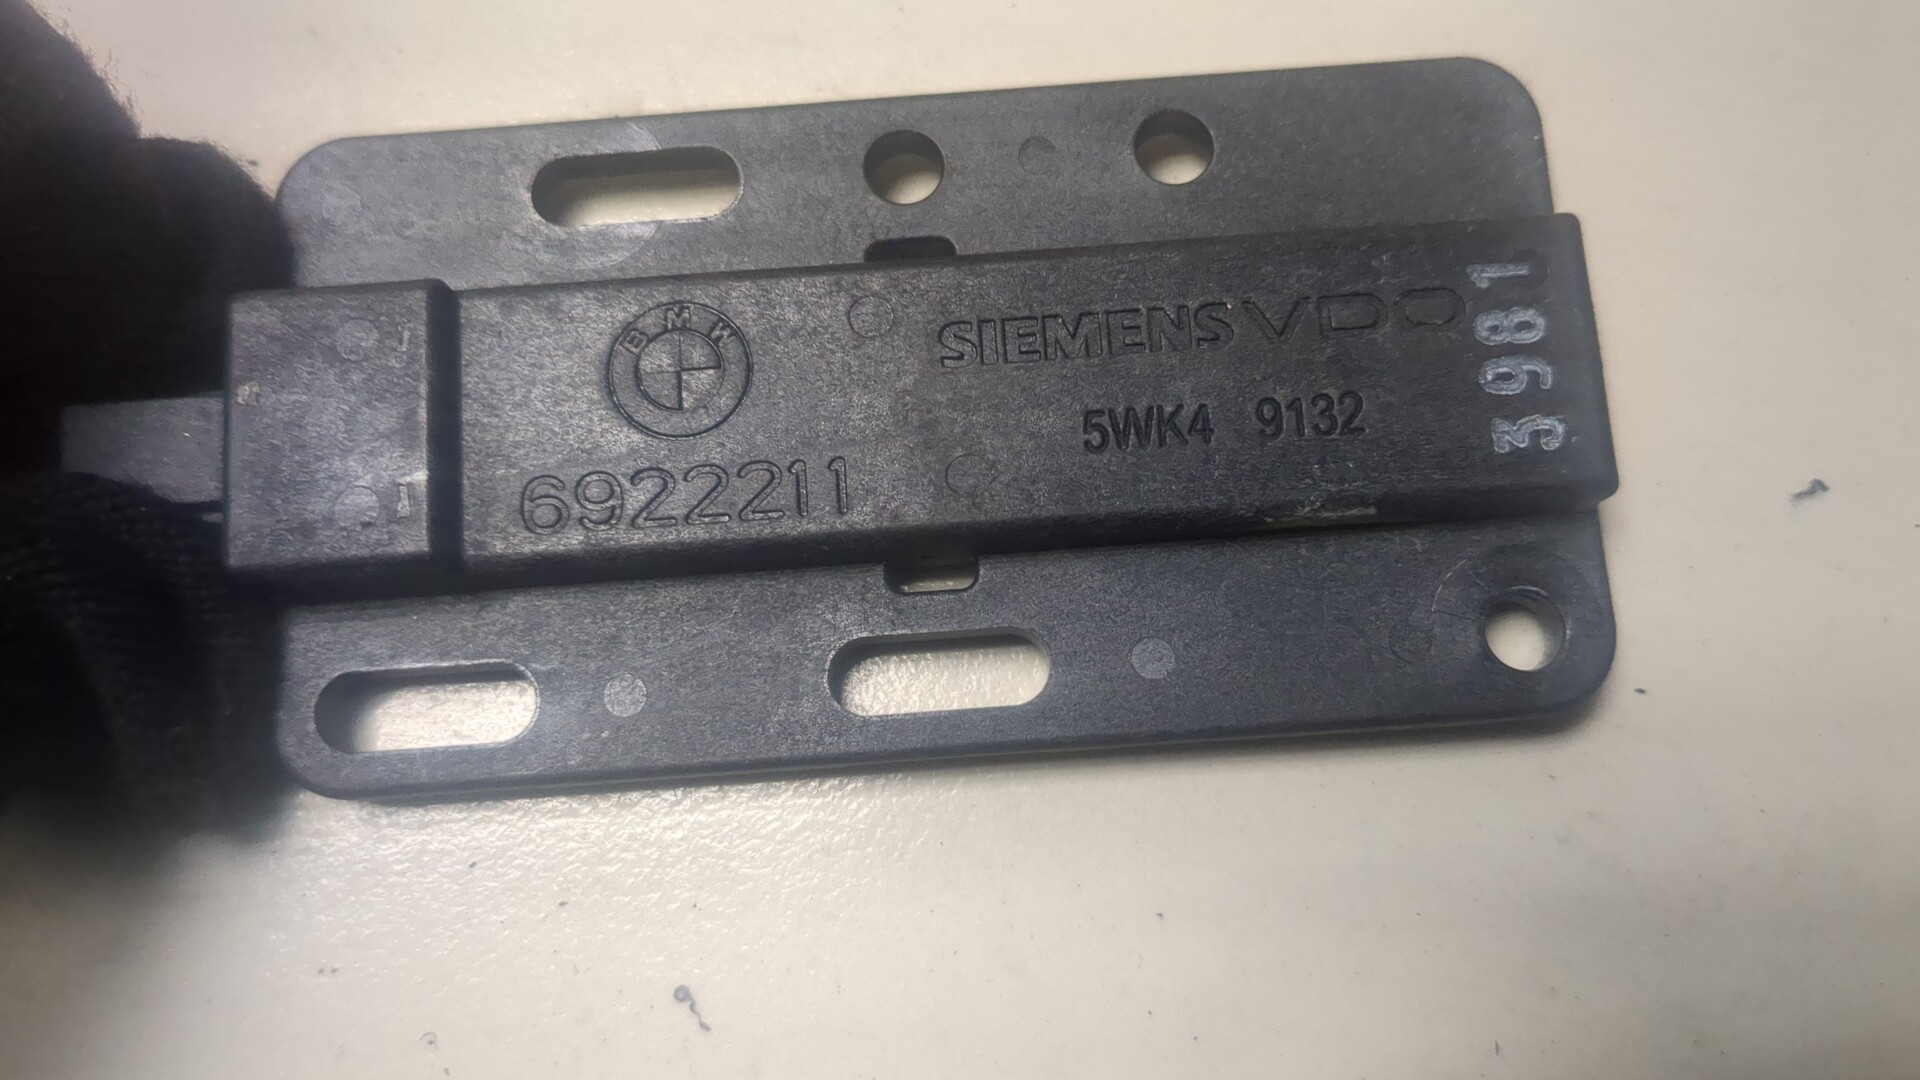 BMW
SIEMENS VDO
5WK4 9132
6922211
3981